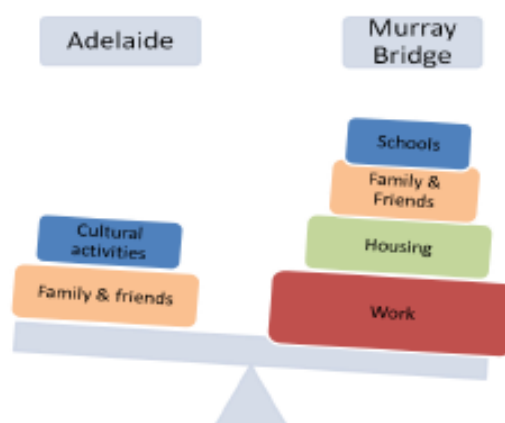 Adelaide
Murray
Bridge
Schools
Family &
Friends
Cultural
activities
Housing
Family & friends
Work